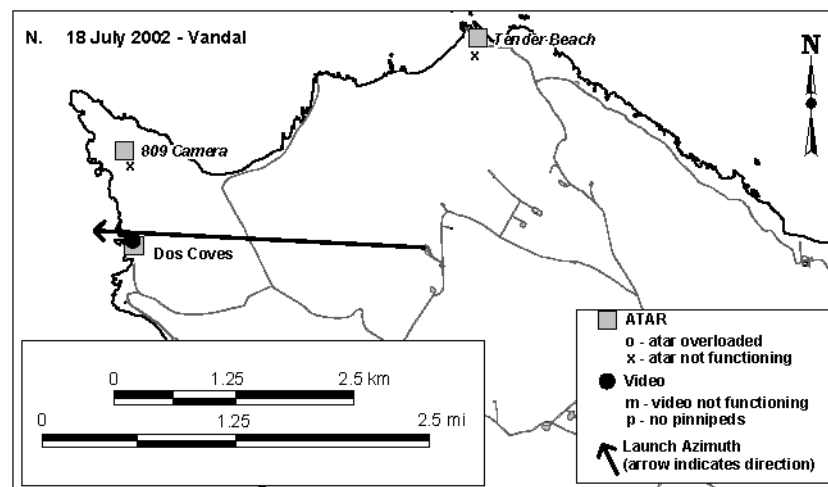 N. 18 July 2002 - Vandal
Tender Beach
x
N
809 Camera
x
Dos Coves
ATAR
o - atar overloaded
x - atar not functioning
Video
m - video not functioning
p - no pinnipeds
Launch Azimuth
(arrow indicates direction)
0 1.25 2.5 km
0 1.25 2.5 mi